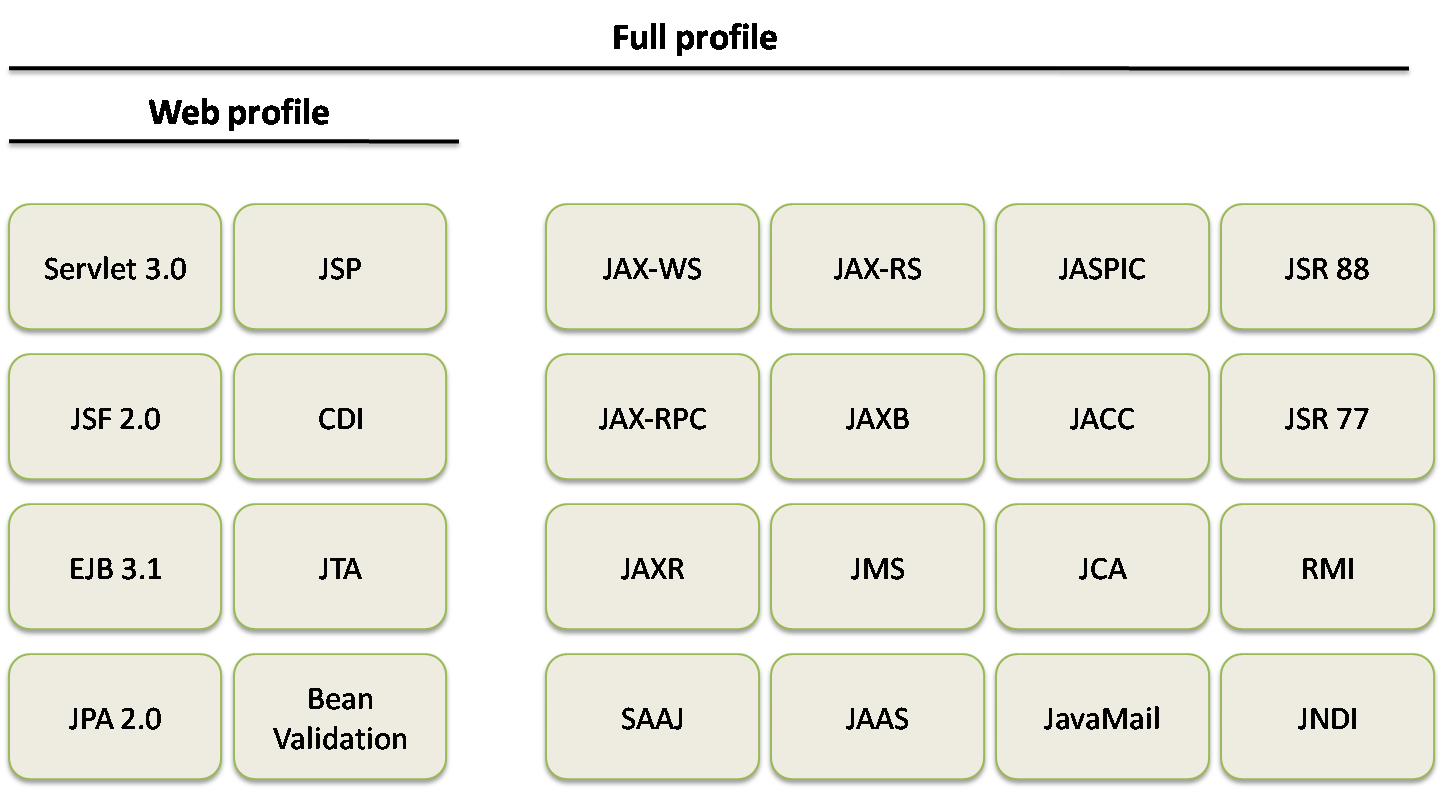 Full profile
Web profile
Servlet 3.0
JSP
JAX-WS
JAX-RS
JASPIC
JSR 88
JSF 2.0
CDI
JAX-RPC
JAXB
JACC
JSR 77
EJB 3.1
JTA
JAXR
JMS
JCA
RMI
JPA 2.0
Bean
Validation
SAAJ
JAAS
JavaMail
JNDI